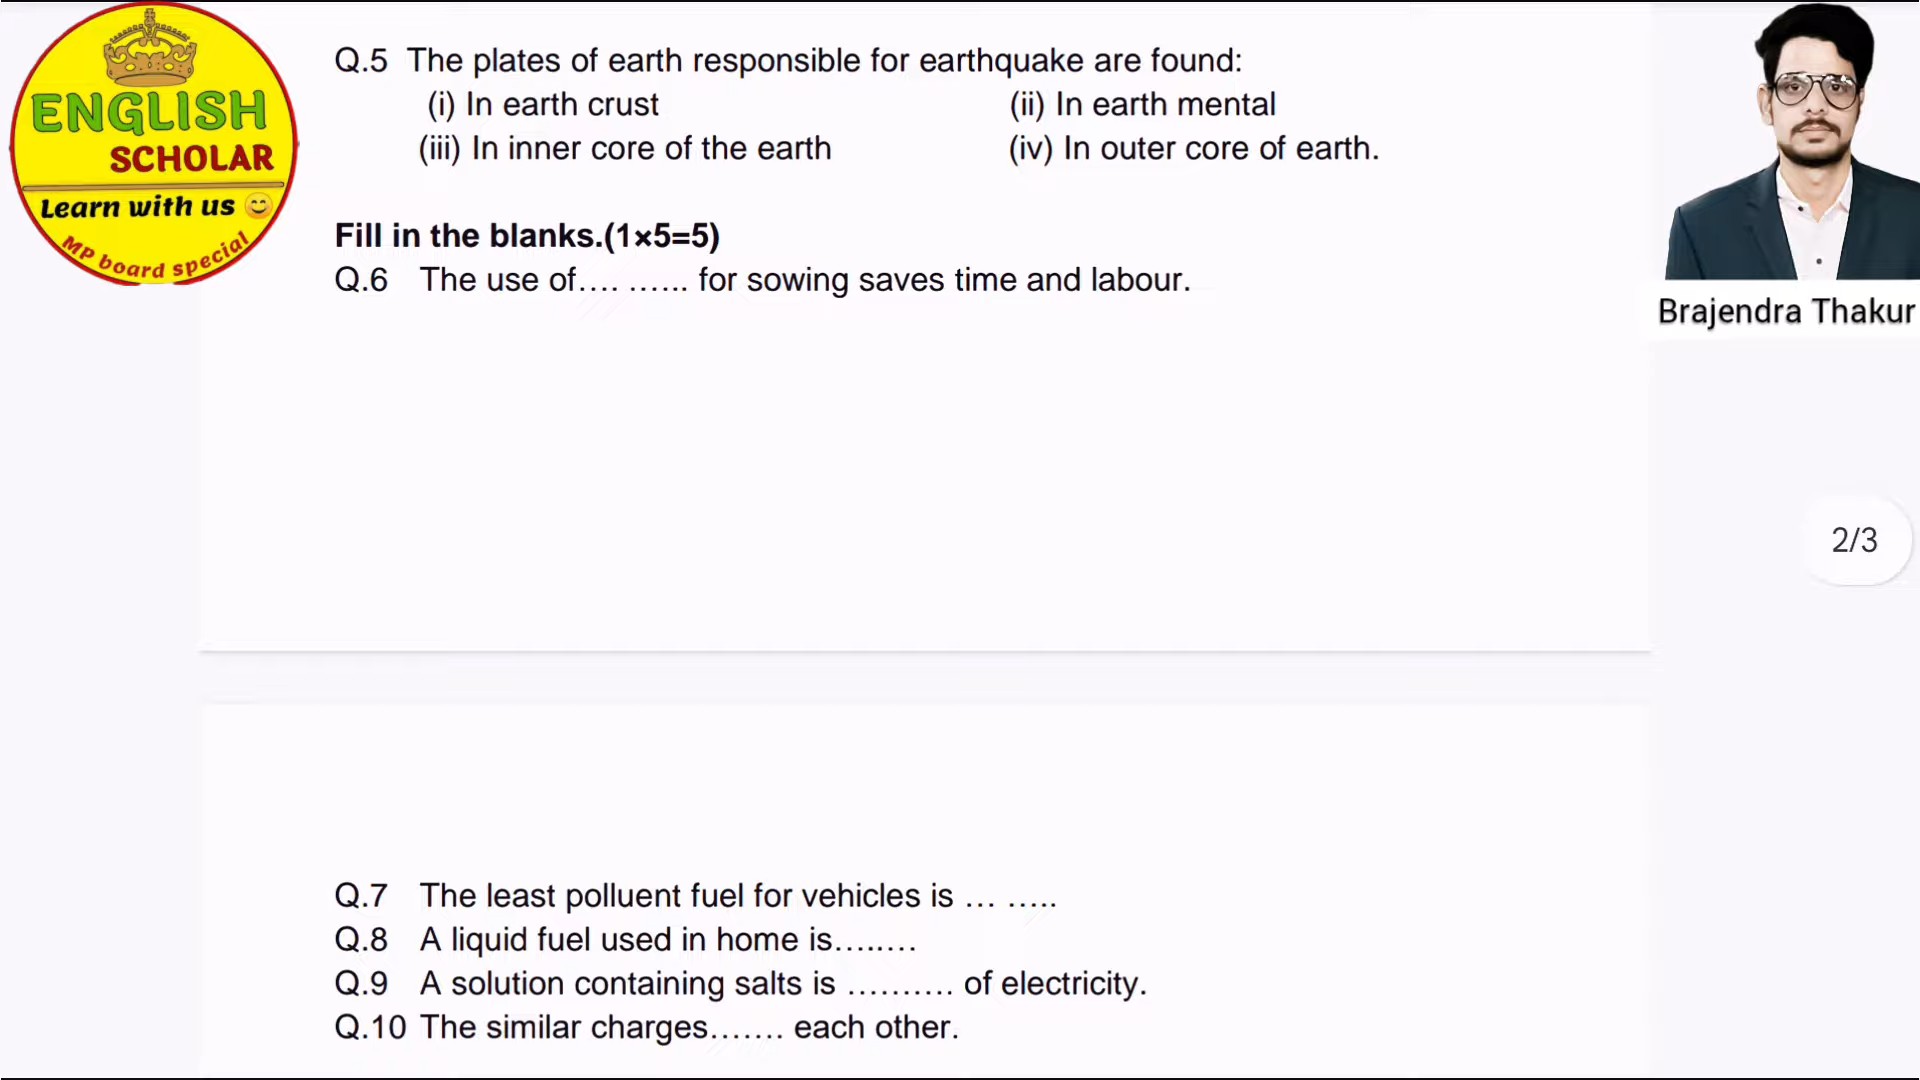 ENGLISH
SCHOLAR
Learn with us
MP board special
Q.5 The plates of earth responsible for earthquake are found:
(i) In earth crust (ii) In earth mental
(iii) In inner core of the earth (iv) In outer core of earth.
Brajendra Thakur
Fill in the blanks.(1×5=5)
Q.6 The use of…. …... for sowing saves time and labour.
2/3
Q.7 The least polluent fuel for vehicles is … …..
Q.8 A liquid fuel used in home is…..…
Q.9 A solution containing salts is ………. of electricity.
Q.10 The similar charges……. each other.